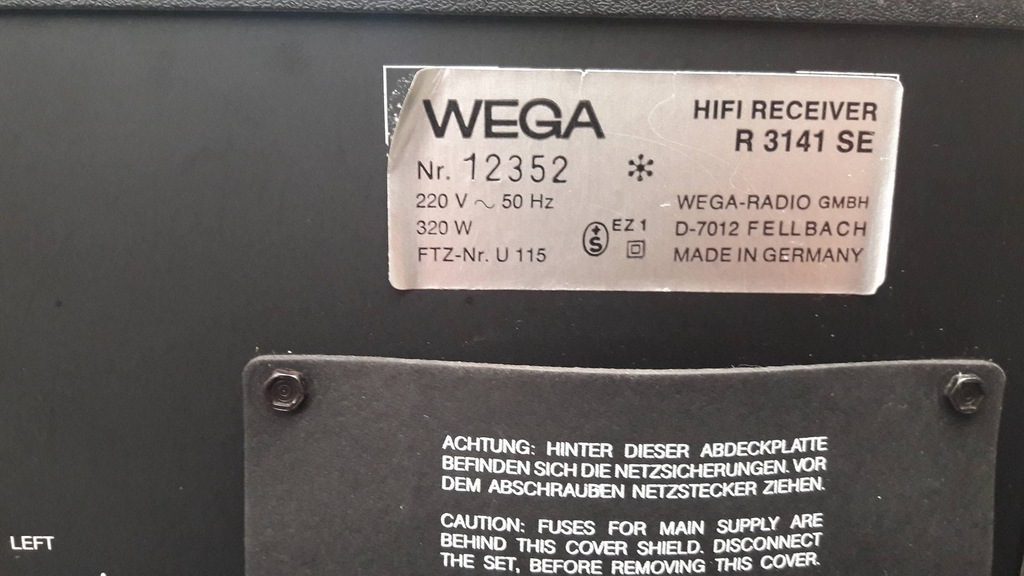 WEGA
HIFI RECEIVER
R 3141 SE
Nr. 12352
220 V ~ 50 Hz
320 W
FTZ-Nr. U 115
S
EZ 1
WEGA-RADIO GMBH
D-7012 FELLBACH
MADE IN GERMANY
ACHTUNG: HINTER DIESER ABDECKPLATTE
BEFINDEN SICH DIE NETZSICHERUNGEN. VOR
DEM ABSCHRAUBEN NETZSTECKER ZIEHEN.
CAUTION: FUSES FOR MAIN SUPPLY ARE
BEHIND THIS COVER SHIELD. DISCONNECT
THE SET, BEFORE REMOVING THIS COVER.
LEFT